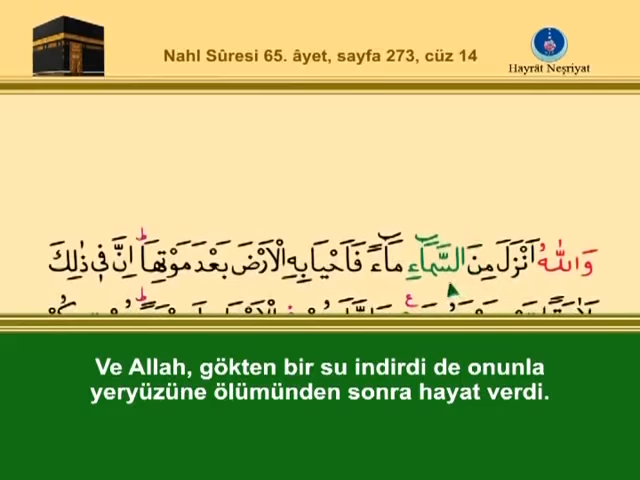 Nahl Sûresi 65. âyet, sayfa 273, cüz 14
Hayrât Neşriyat
وَاللّٰهُ اَنْزَلَ مِنَ السَّمَٓاءِ مَٓاءً فَاَحْيَا بِهِ الْاَرْضَ بَعْدَ مَوْتِهَاۜ اِنَّ ف۪ي ذٰلِكَ
Ve Allah, gökten bir su indirdi de onunla
yeryüzüne ölümünden sonra hayat verdi.